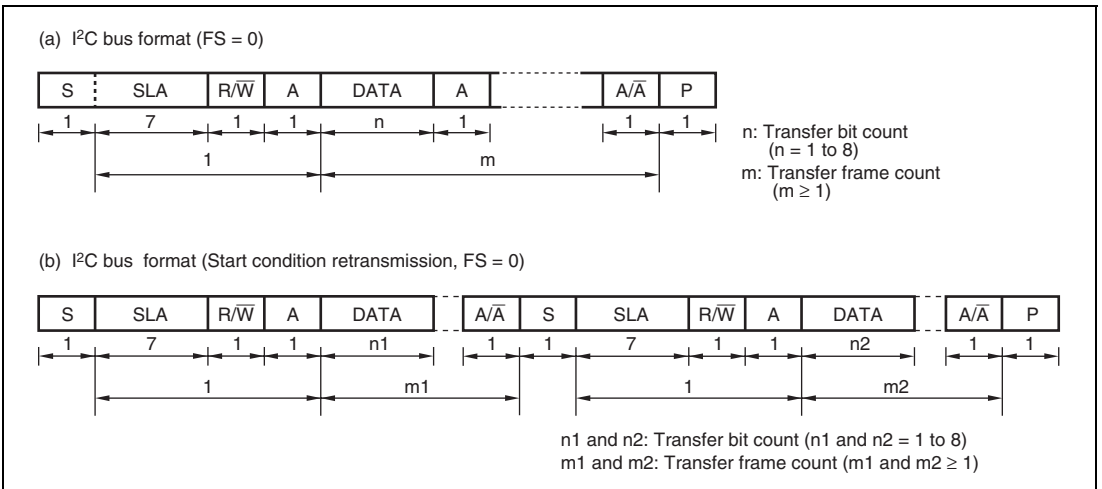 (a) I²C bus format (FS = 0)
S SLA R/W̅ A DATA A A/A̅ P
1 7 1 1 n 1 1 1
1 m
n: Transfer bit count
(n = 1 to 8)
m: Transfer frame count
(m ≥ 1)
(b) I²C bus format (Start condition retransmission, FS = 0)
S SLA R/W̅ A DATA A/A̅ S SLA R/W̅ A DATA A/A̅ P
1 7 1 1 n1 1 1 7 1 1 n2 1 1
1 m1 1 m2
n1 and n2: Transfer bit count (n1 and n2 = 1 to 8)
m1 and m2: Transfer frame count (m1 and m2 ≥ 1)